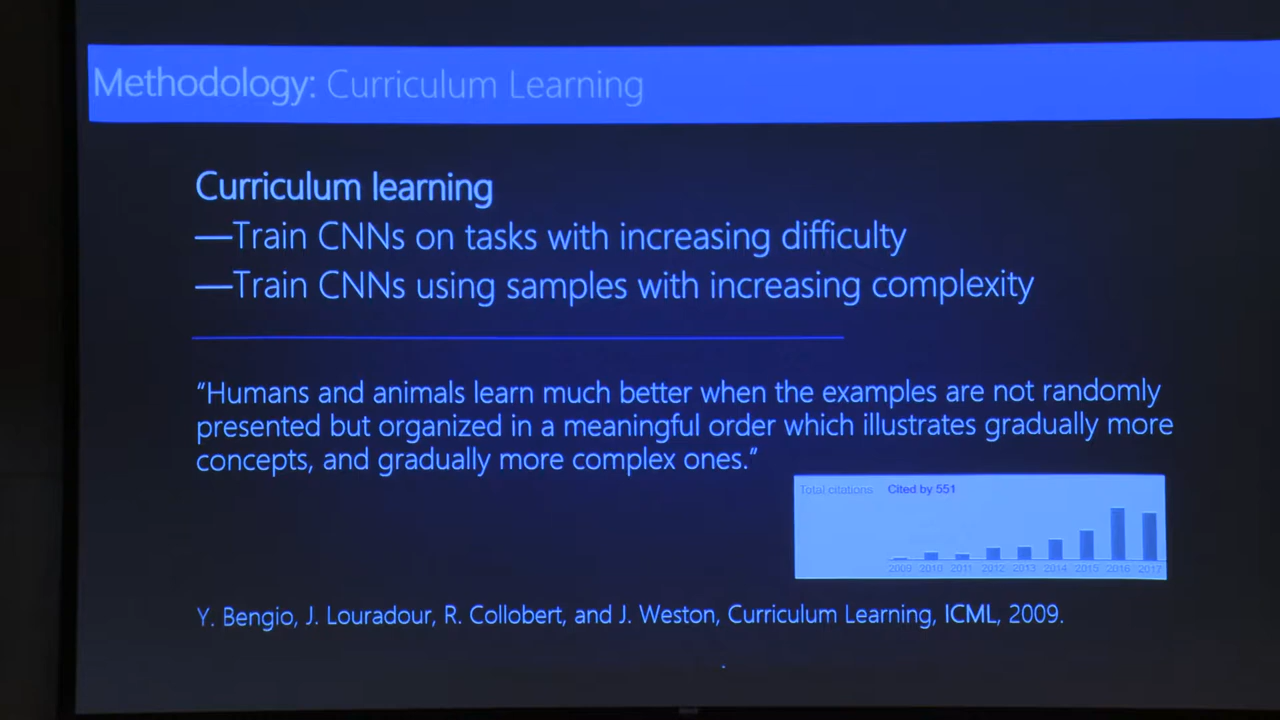 Methodology: Curriculum Learning
Curriculum learning
—Train CNNs on tasks with increasing difficulty
—Train CNNs using samples with increasing complexity
“Humans and animals learn much better when the examples are not randomly
presented but organized in a meaningful order which illustrates gradually more
concepts, and gradually more complex ones.”
Total citations Cited by 551
2009 2010 2011 2012 2013 2014 2015 2016 2017
Y. Bengio, J. Louradour, R. Collobert, and J. Weston, Curriculum Learning, ICML, 2009.